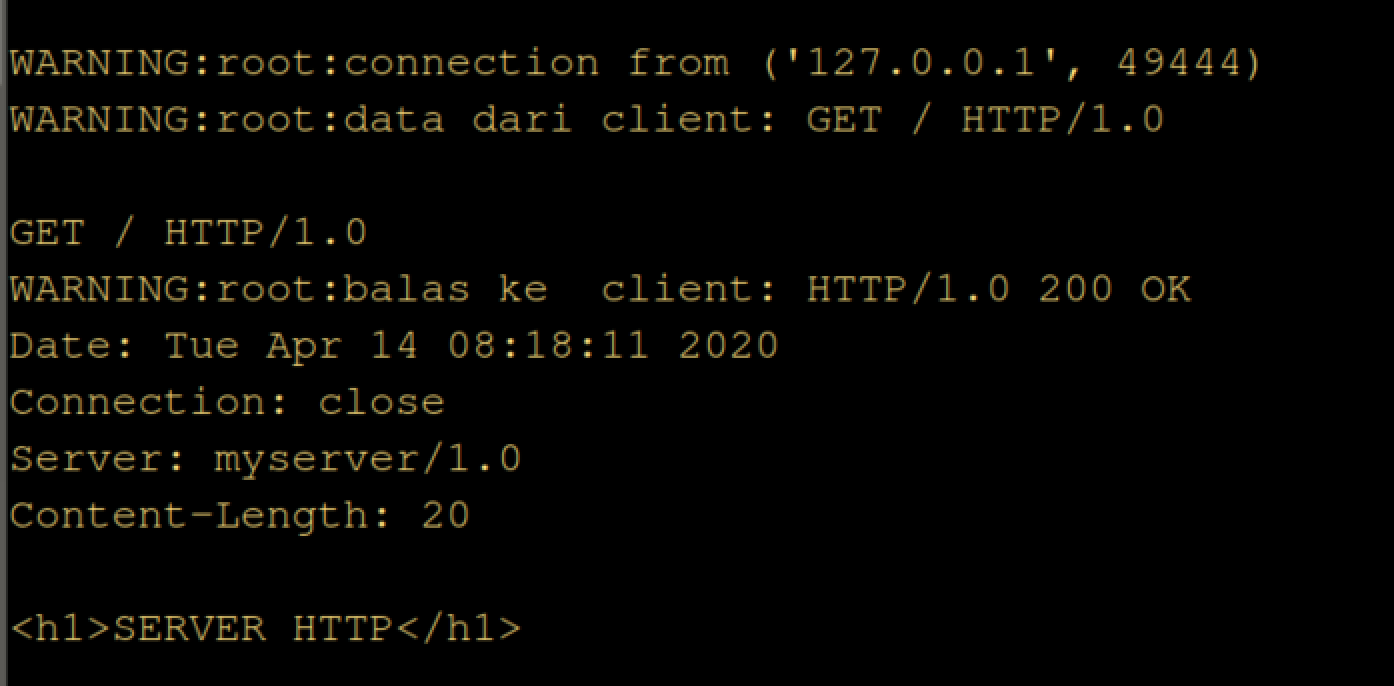 WARNING:root:connection from ('127.0.0.1', 49444)
WARNING:root:data dari client: GET / HTTP/1.0
GET / HTTP/1.0
WARNING:root:balas ke  client: HTTP/1.0 200 OK
Date: Tue Apr 14 08:18:11 2020
Connection: close
Server: myserver/1.0
Content-Length: 20
<h1>SERVER HTTP</h1>